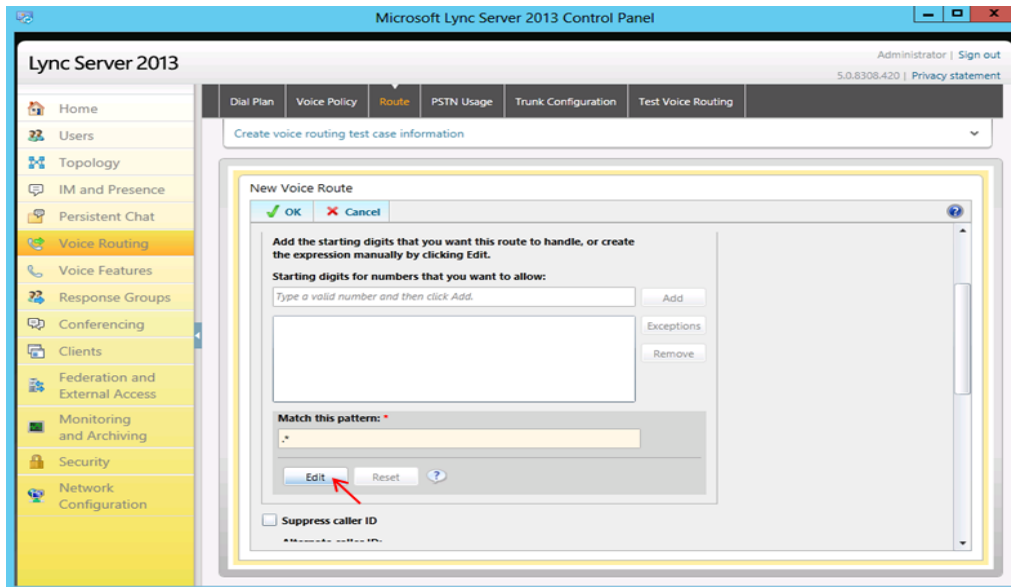 Microsoft Lync Server 2013 Control Panel
Lync Server 2013
Administrator | Sign out
5.0.8308.420 | Privacy statement
Home
Users
Topology
IM and Presence
Persistent Chat
Voice Routing
Voice Features
Response Groups
Conferencing
Clients
Federation and
External Access
Monitoring
and Archiving
Security
Network
Configuration
Dial Plan Voice Policy Route PSTN Usage Trunk Configuration Test Voice Routing
Create voice routing test case information
New Voice Route
OK Cancel
Add the starting digits that you want this route to handle, or create
the expression manually by clicking Edit.
Starting digits for numbers that you want to allow:
Type a valid number and then click Add.
Add
Exceptions
Remove
Match this pattern: *
.*
Edit Reset
Suppress caller ID
Alternate caller ID: